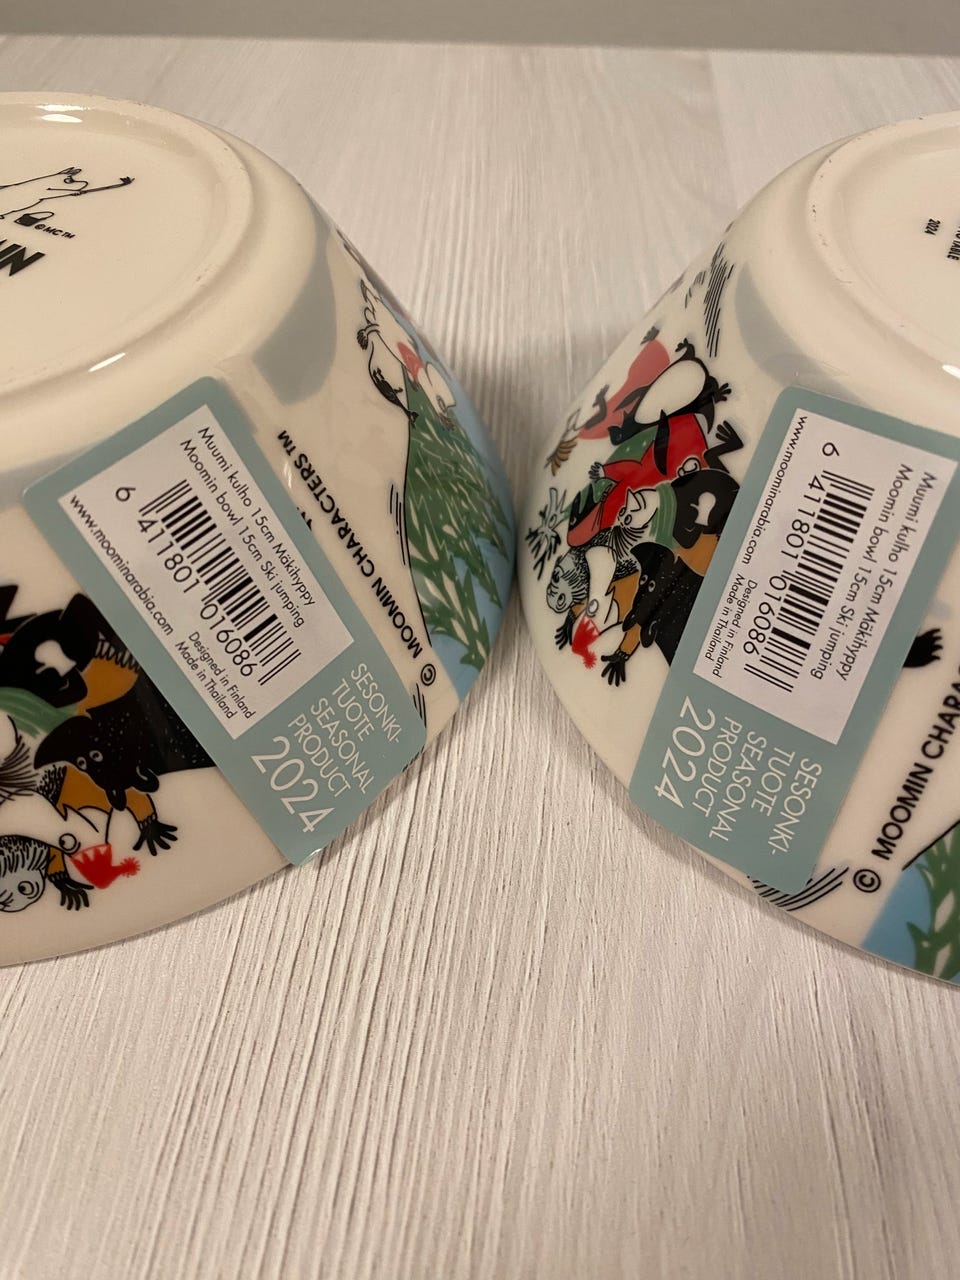 ©MC™
Muumi kulho 15cm Mäkihyppy
Moomin bowl 15cm Ski jumping
6 411801 016086
www.moominarabia.com
Designed in Finland
Made in Thailand
SESONKI-
TUOTE
SEASONAL
PRODUCT
2024
© MOOMIN CHARACTERS TM
2024
Muumi kulho 15cm Mäkihyppy
Moomin bowl 15cm Ski jumping
6 411801 016086
www.moominarabia.com
Designed in Finland
Made in Thailand
SESONKI-
TUOTE
SEASONAL
PRODUCT
2024
© MOOMIN